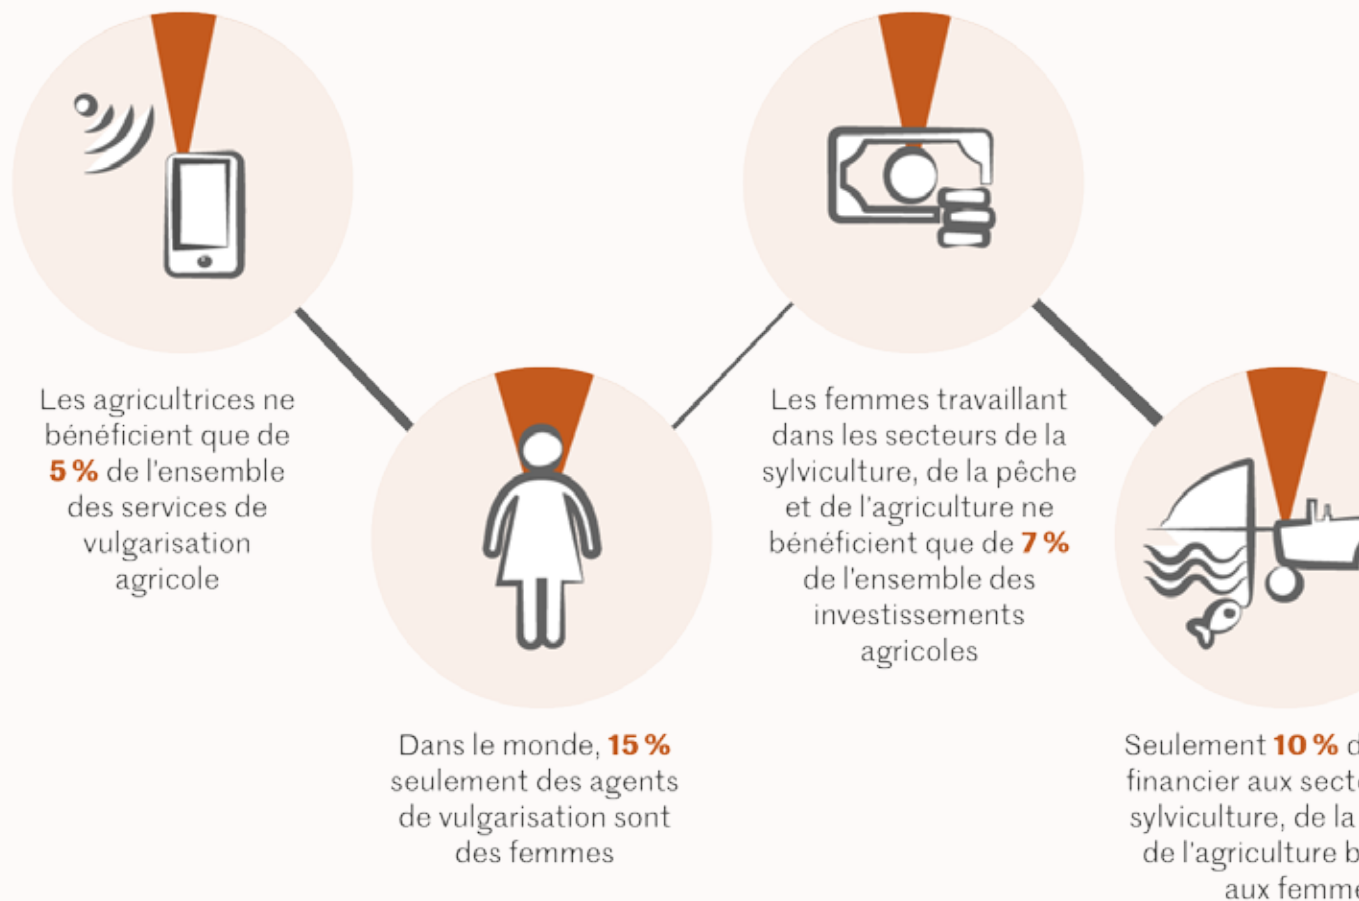 Les agricultrices ne
bénéficient que de
5 % de l'ensemble
des services de
vulgarisation
agricole
Dans le monde, 15 %
seulement des agents
de vulgarisation sont
des femmes
Les femmes travaillant
dans les secteurs de la
sylviculture, de la pêche
et de l'agriculture ne
bénéficient que de 7 %
de l'ensemble des
investissements
agricoles
Seulement 10 %
financier aux
sylviculture, de la
de l'agriculture
aux